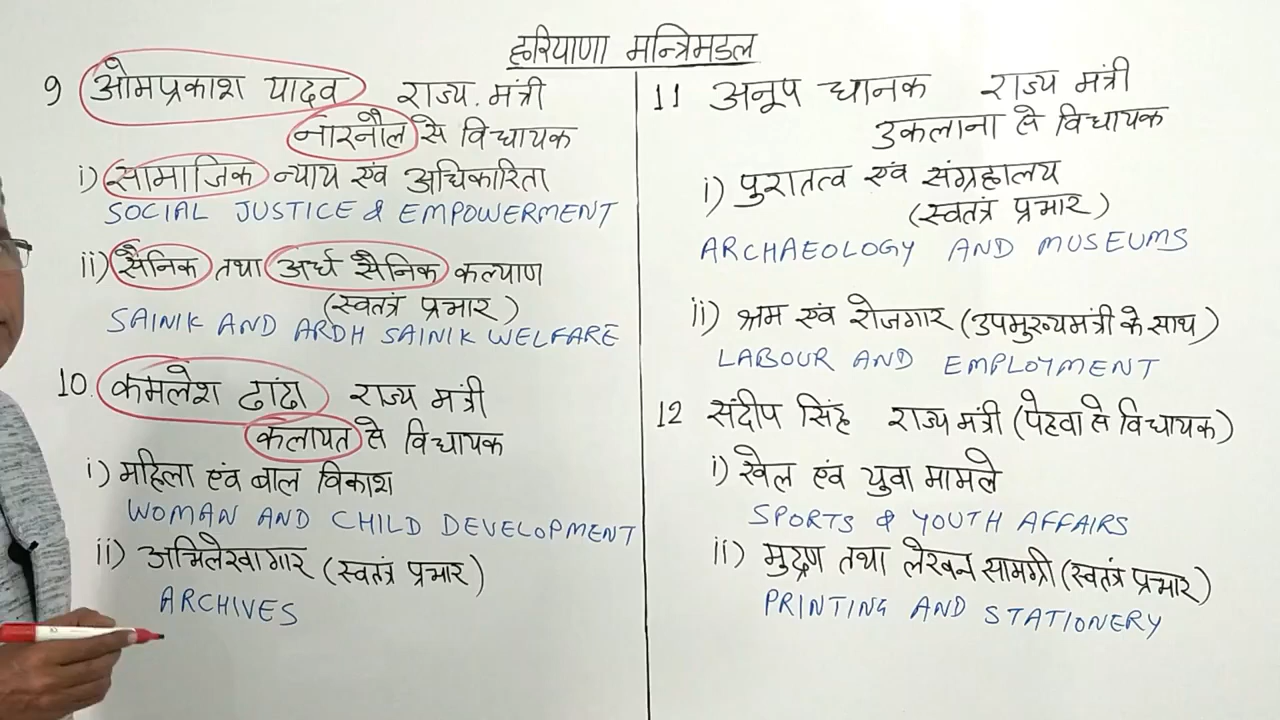 हरियाणा मन्त्रिमडल
9 ओमप्रकाश यादव राज्य. मंत्री
नारनौल से विधायक
i) सामाजिक न्याय एवं अधिकारिता
SOCIAL JUSTICE & EMPOWERMENT
ii) सैनिक तथा अर्ध सैनिक कल्याण
(स्वतंत्र प्रभार)
SAINIK AND ARDH SAINIK WELFARE
10. कमलेश ढांढा राज्य मंत्री
कलायत से विधायक
i) महिला एंव बाल विकाश
WOMAN AND CHILD DEVELOPMENT
ii) अभिलेखागार (स्वतंत्र प्रभार)
ARCHIVES
11 अनूप धानक राज्य मंत्री
उकलाना से विधायक
i) पुरातत्व एवं संग्रहालय
(स्वतंत्र प्रभार)
ARCHAEOLOGY AND MUSEUMS
ii) श्रम एवं रोजगार (उपमुख्यमंत्री के साथ)
LABOUR AND EMPLOYMENT
12 संदीप सिंह राज्य मंत्री (पेहवा से विधायक)
i) खेल एंव युवा मामले
SPORTS & YOUTH AFFAIRS
ii) मुद्रण तथा लेखन सामग्री (स्वतंत्र प्रभार)
PRINTING AND STATIONERY